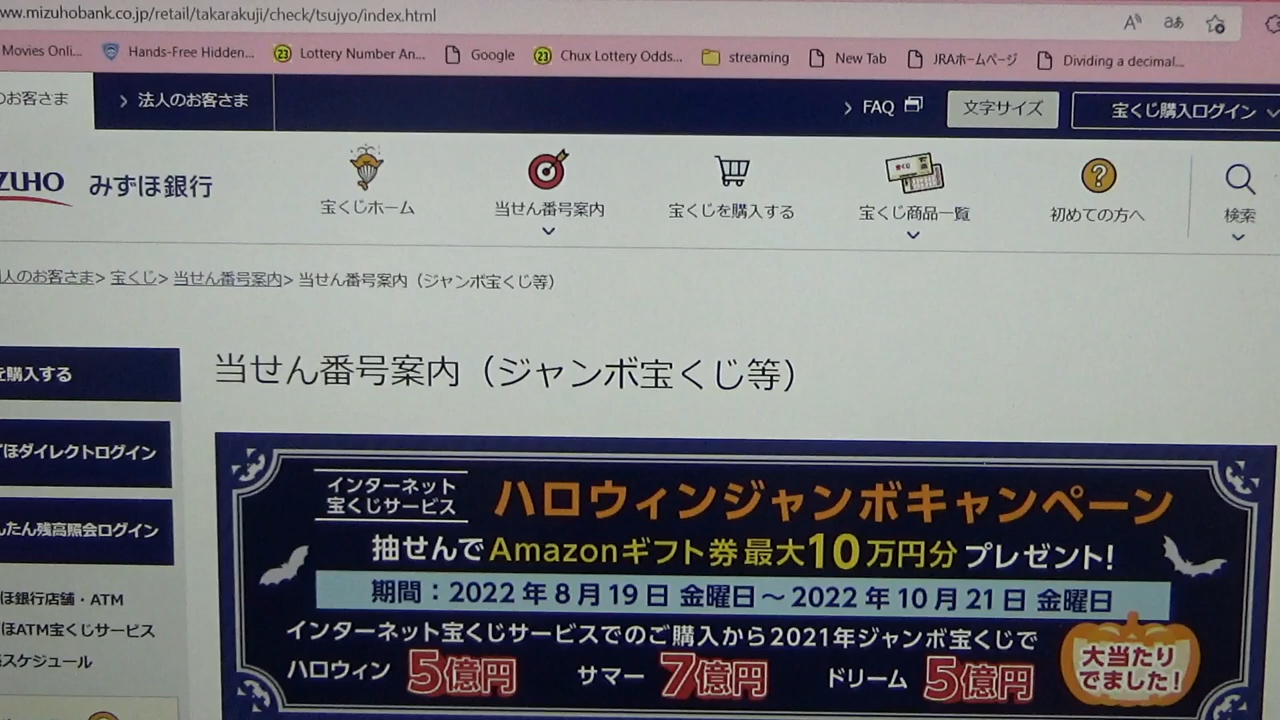 ww.mizuhobank.co.jp/retail/takarakuji/check/tsujyo/index.html
Movies Onli... Hands-Free Hidden... Lottery Number An... Google Chux Lottery Odds... streaming New Tab JRAホームページ Dividing a decimal...
のお客さま 法人のお客さま FAQ 文字サイズ 宝くじ購入ログイン
ZUHO みずほ銀行
宝くじホーム 当せん番号案内 宝くじを購入する 宝くじ商品一覧 初めての方へ 検索
人のお客さま> 宝くじ> 当せん番号案内> 当せん番号案内（ジャンボ宝くじ等）
を購入する
当せん番号案内（ジャンボ宝くじ等）
ずほダイレクトログイン
んたん残高照会ログイン
ほ銀行店舗・ATM
ほATM宝くじサービス
スケジュール
インターネット
宝くじサービス
ハロウィンジャンボキャンペーン
抽せんでAmazonギフト券最大10万円分プレゼント!
期間：2022年8月19日 金曜日～2022年10月21日 金曜日
インターネット宝くじサービスでのご購入から2021年ジャンボ宝くじで
ハロウィン 5億円 サマー 7億円 ドリーム 5億円
大当たり
でました!